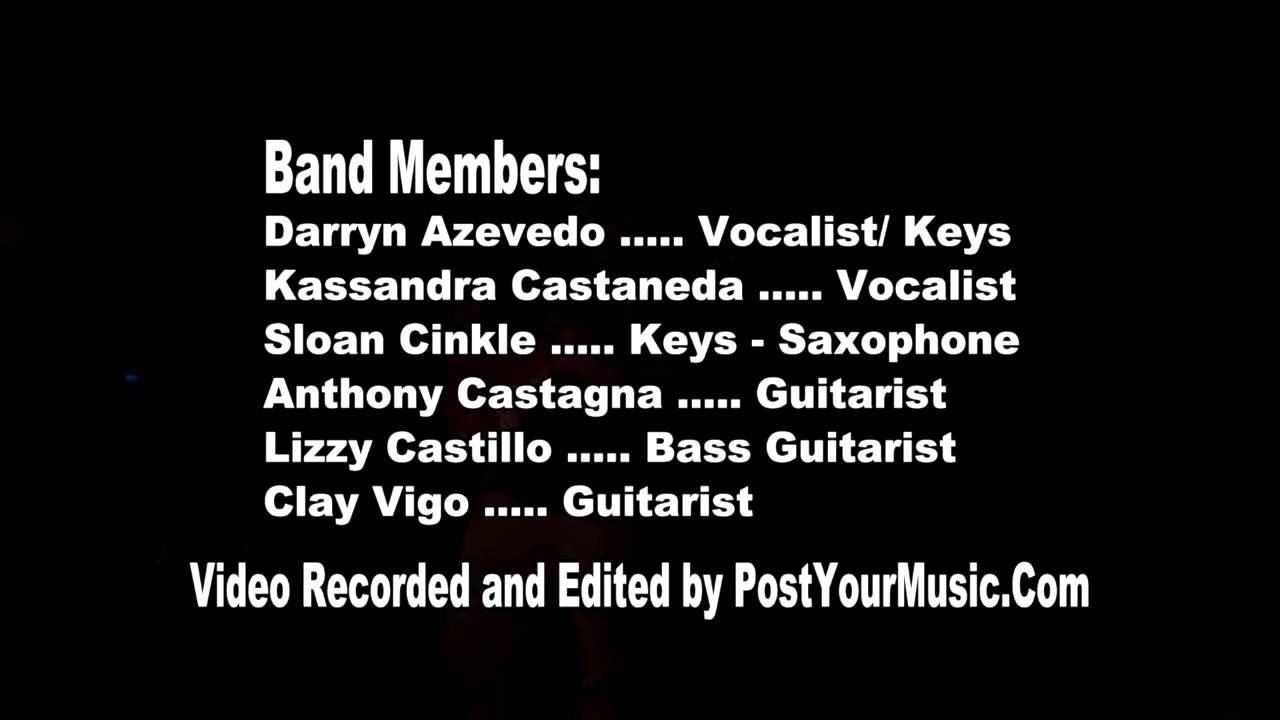 Band Members:
Darryn Azevedo ..... Vocalist/ Keys
Kassandra Castaneda ..... Vocalist
Sloan Cinkle ..... Keys - Saxophone
Anthony Castagna ..... Guitarist
Lizzy Castillo ..... Bass Guitarist
Clay Vigo ..... Guitarist
Video Recorded and Edited by PostYourMusic.Com